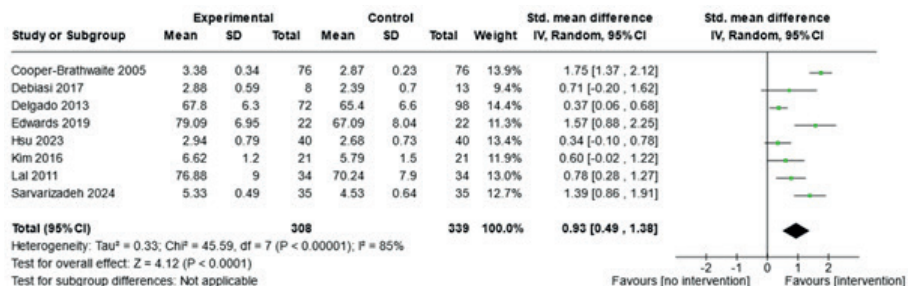 Experimental Control Std. mean difference Std. mean difference
Study or Subgroup Mean SD Total Mean SD Total Weight IV, Random, 95% CI IV, Random, 95% CI
Cooper-Brathwaite 2005 3.38 0.34 76 2.87 0.23 76 13.9% 1.75 [1.37 , 2.12]
Debiasi 2017 2.88 0.59 8 2.39 0.7 13 9.4% 0.71 [-0.20 , 1.62]
Delgado 2013 67.8 6.3 72 65.4 6.6 98 14.4% 0.37 [0.06 , 0.68]
Edwards 2019 79.09 6.95 22 67.09 8.04 22 11.3% 1.57 [0.88 , 2.25]
Hsu 2023 2.94 0.79 40 2.68 0.73 40 13.5% 0.34 [-0.10 , 0.78]
Kim 2016 6.62 1.2 21 5.79 1.5 21 11.9% 0.60 [-0.02 , 1.22]
Lal 2011 76.88 9 34 70.24 7.9 34 13.0% 0.78 [0.28 , 1.27]
Sarvarizadeh 2024 5.33 0.49 35 4.53 0.64 35 12.7% 1.39 [0.86 , 1.91]
Total (95% CI) 308 339 100.0% 0.93 [0.49 , 1.38]
Heterogeneity: Tau² = 0.33; Chi² = 45.59, df = 7 (P < 0.00001); I² = 85%
Test for overall effect: Z = 4.12 (P < 0.0001)
-2 -1 0 1 2
Test for subgroup differences: Not applicable
Favours [no intervention] Favours [intervention]